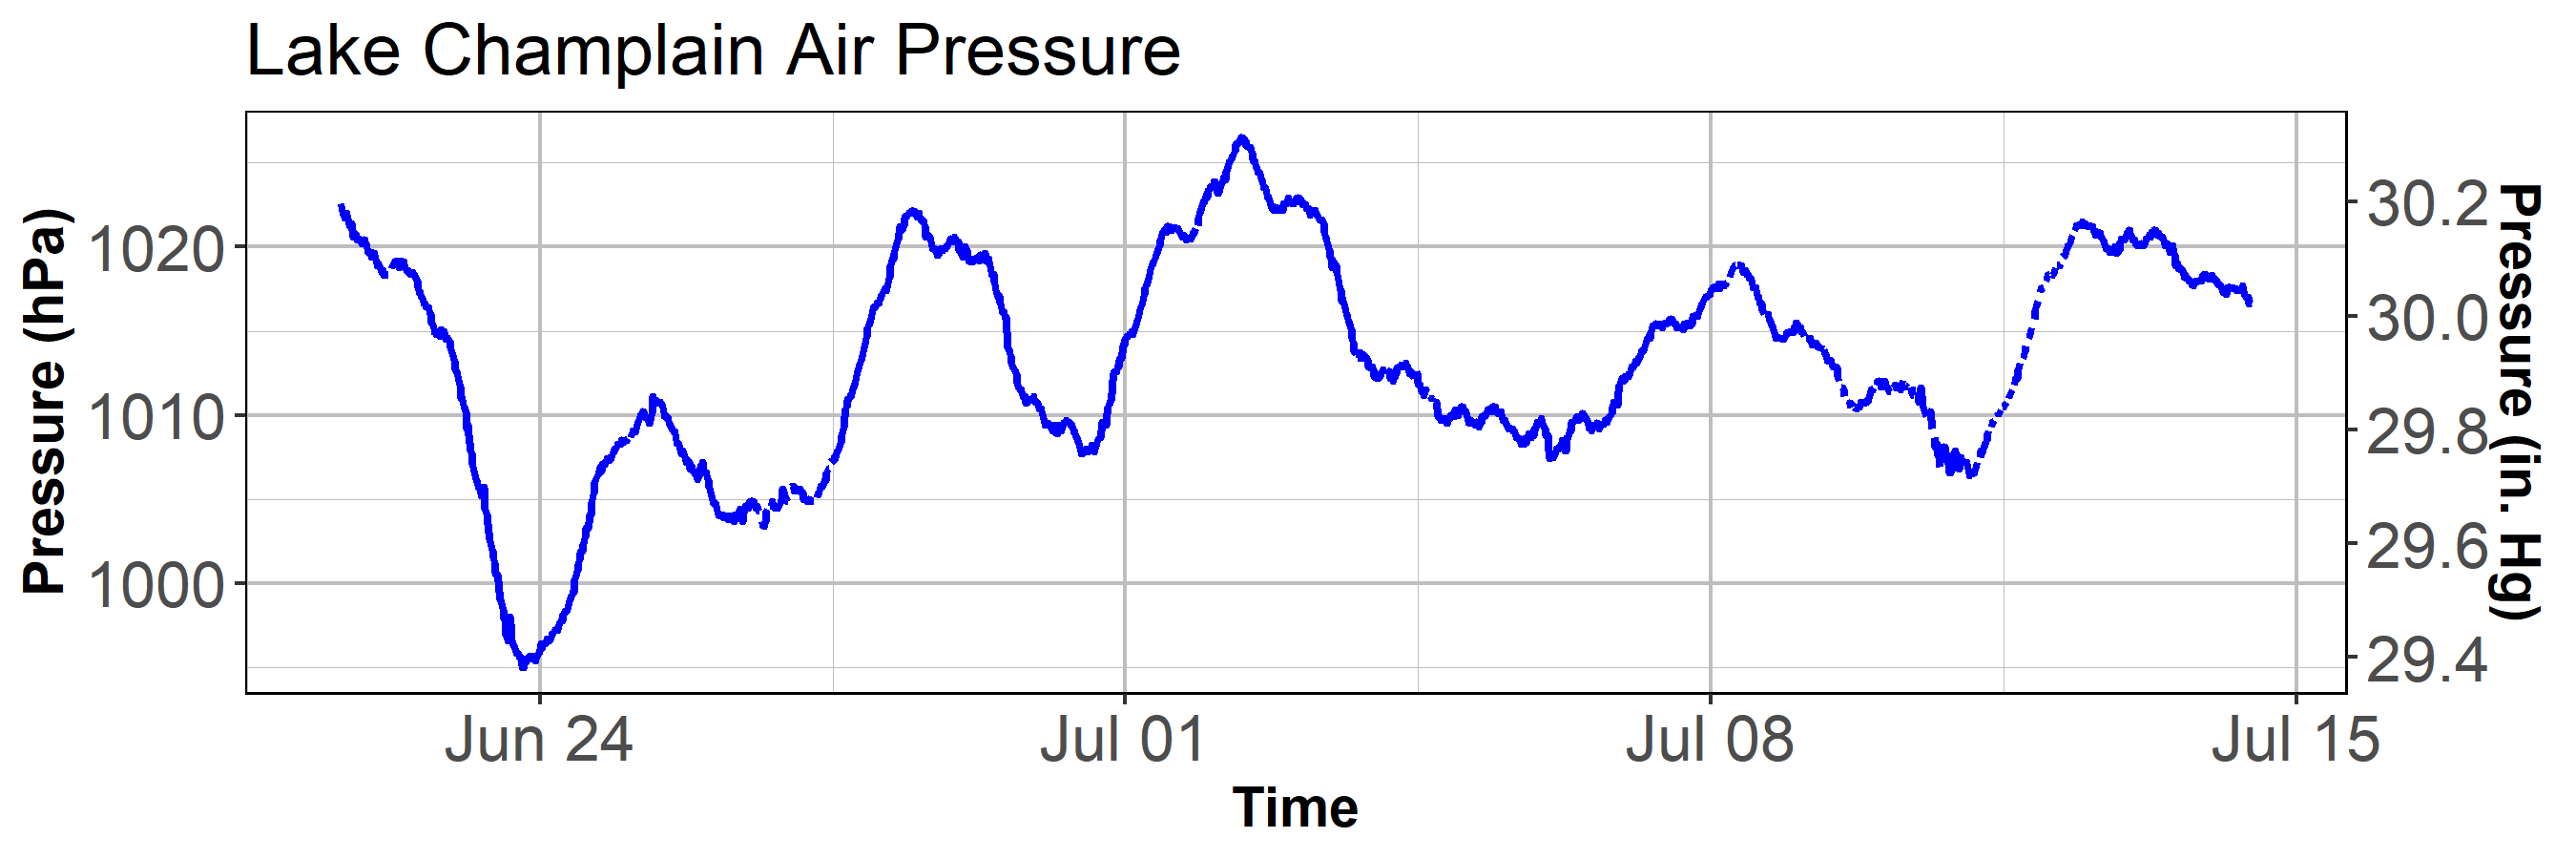 Lake Champlain Air Pressure
Pressure (hPa)
1020
1010
1000
30.2
30.0
29.8
29.6
29.4
Pressure (in. Hg)
Jun 24
Jul 01
Jul 08
Jul 15
Time